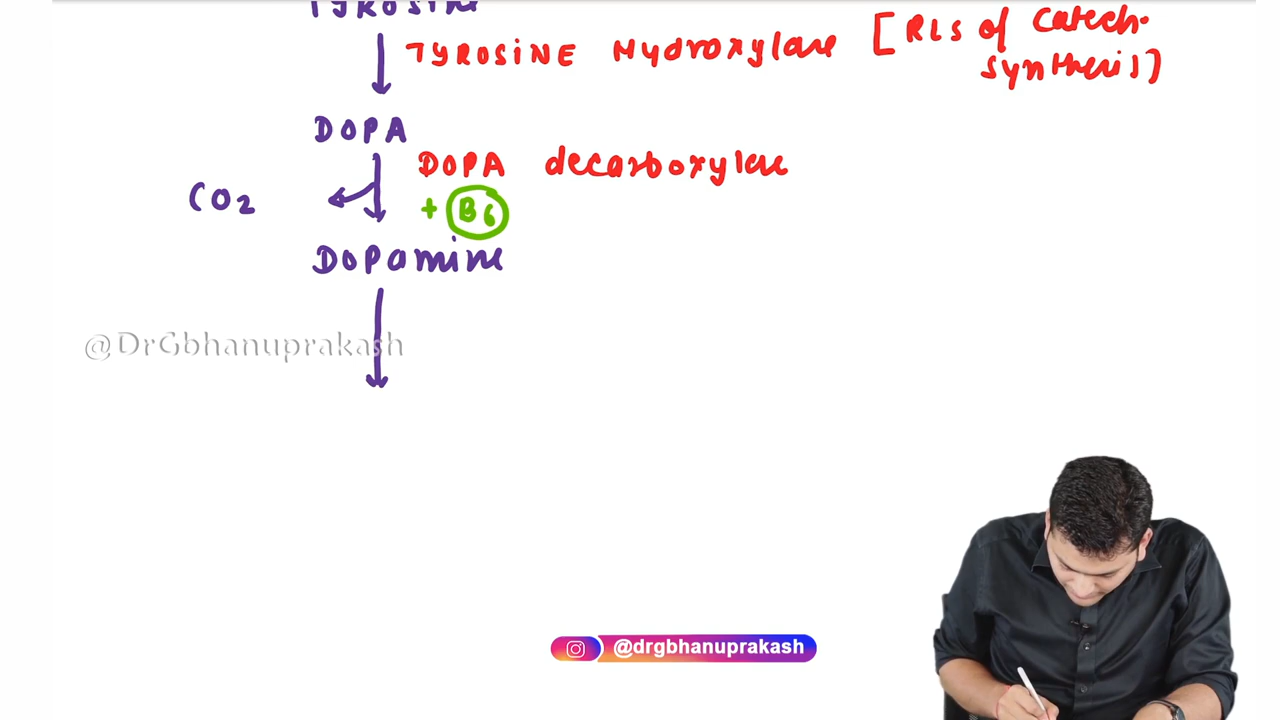 TYROSINE
TYROSINE Hydroxylase [RLS of Catech.
synthesis]
DOPA
DOPA decarboxylase
CO2
+ B6
DOPamine
@DrGbhanuprakash
@drgbhanuprakash